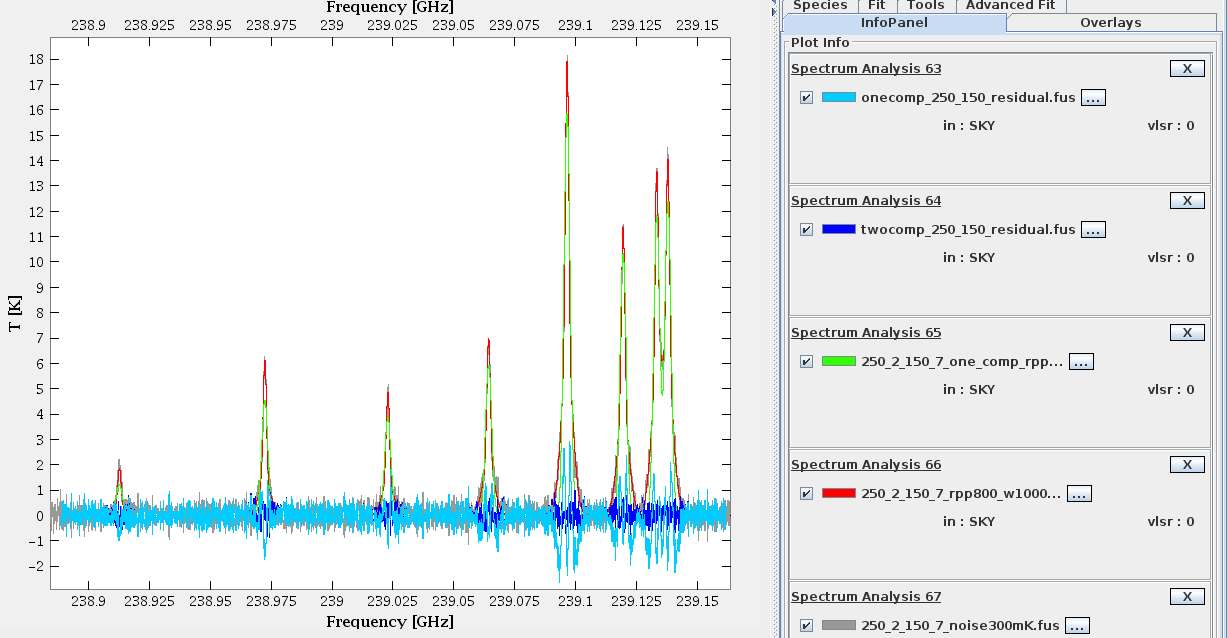 Frequency [GHz]
238.9 238.925 238.95 238.975 239 239.025 239.05 239.075 239.1 239.125 239.15
T [K]
18
17
16
15
14
13
12
11
10
9
8
7
6
5
4
3
2
1
0
-1
-2
238.9 238.925 238.95 238.975 239 239.025 239.05 239.075 239.1 239.125 239.15
Frequency [GHz]
Species Fit Tools Advanced Fit
InfoPanel Overlays
Plot Info
Spectrum Analysis 63 X
onecomp_250_150_residual.fus ...
in : SKY vlsr : 0
Spectrum Analysis 64 X
twocomp_250_150_residual.fus ...
in : SKY vlsr : 0
Spectrum Analysis 65 X
250_2_150_7_one_comp_rpp... ...
in : SKY vlsr : 0
Spectrum Analysis 66 X
250_2_150_7_rpp800_w1000... ...
in : SKY vlsr : 0
Spectrum Analysis 67 X
250_2_150_7_noise300mK.fus ...